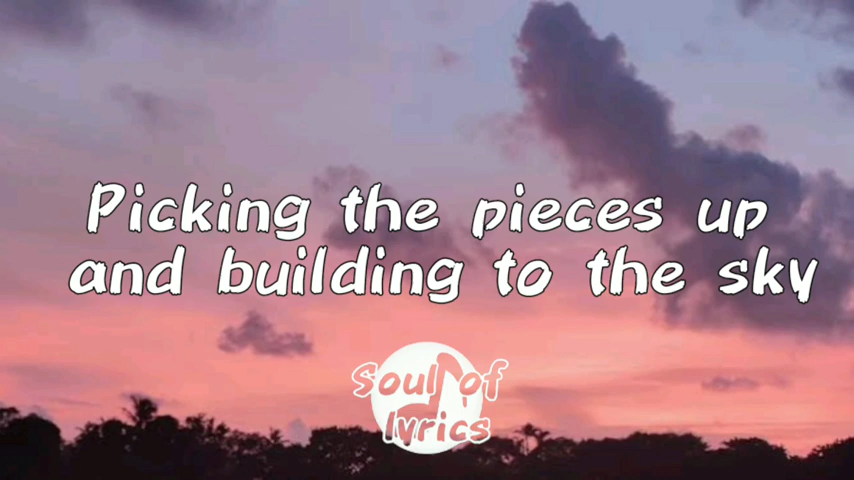 Picking the pieces up
and building to the sky
Soul of
lyrics